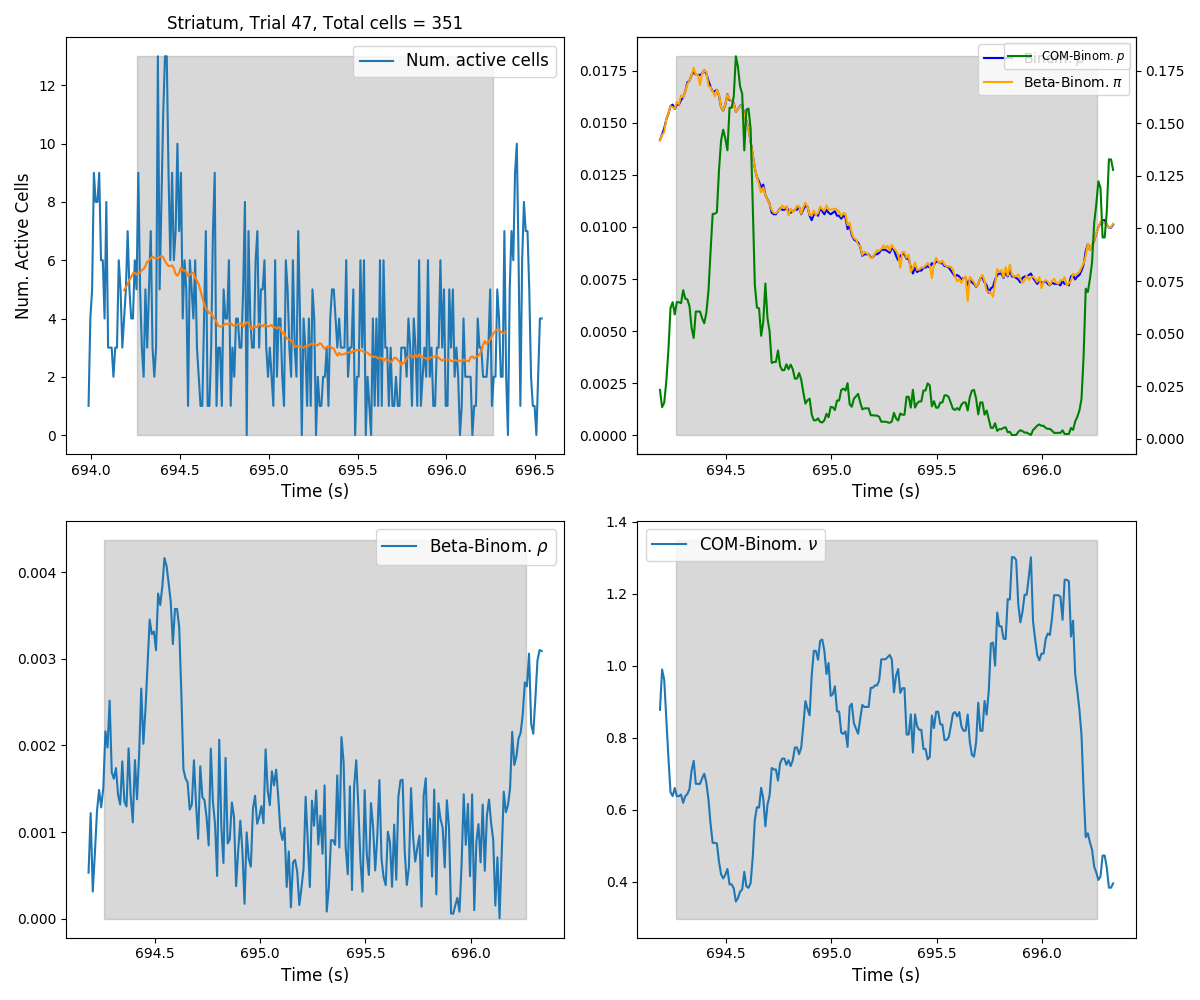 Striatum, Trial 47, Total cells = 351
Num. active cells
Num. Active Cells
12
10
8
6
4
2
0
694.0 694.5 695.0 695.5 696.0 696.5
Time (s)
COM-Binom. p
Beta-Binom. π
0.0175
0.0150
0.0125
0.0100
0.0075
0.0050
0.0025
0.0000
0.175
0.150
0.125
0.100
0.075
0.050
0.025
0.000
694.5 695.0 695.5 696.0
Time (s)
Beta-Binom. ρ
0.004
0.003
0.002
0.001
0.000
694.5 695.0 695.5 696.0
Time (s)
COM-Binom. ν
1.4
1.2
1.0
0.8
0.6
0.4
694.5 695.0 695.5 696.0
Time (s)